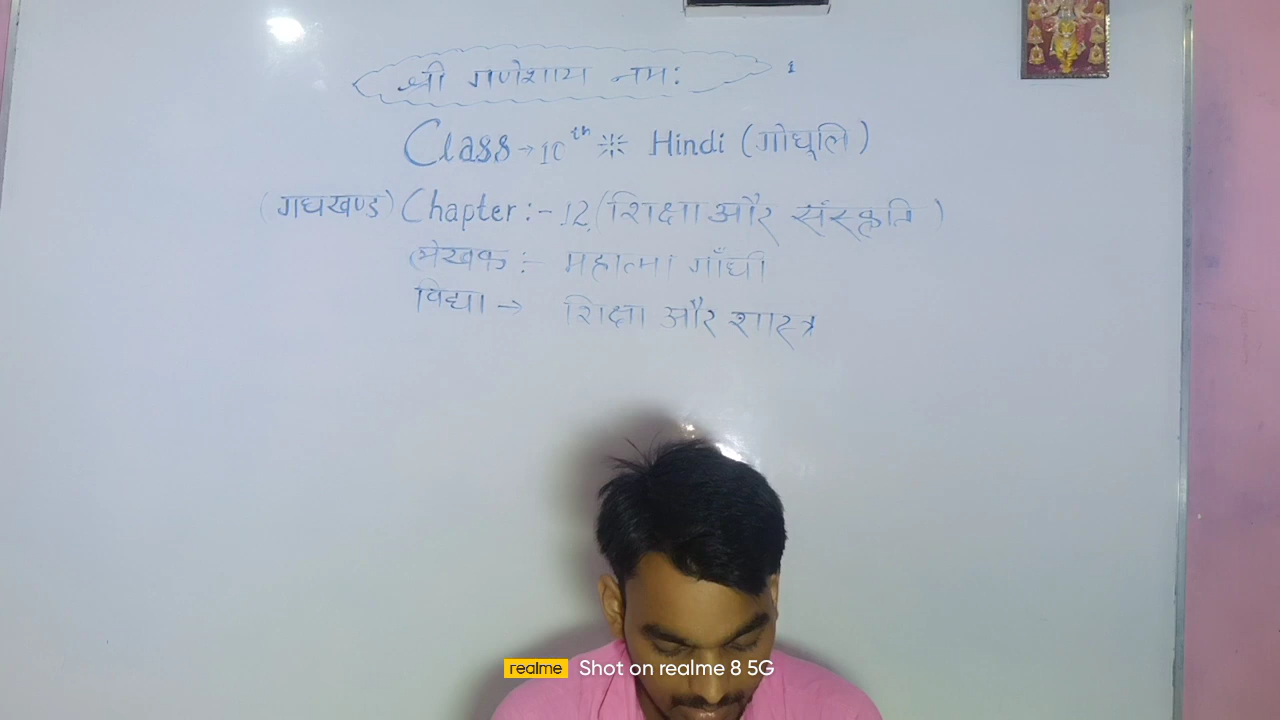 श्री गणेशाय नमः 1
Class → 10th Hindi (गोधूलि)
(गद्यखण्ड) Chapter :- 12 (शिक्षा और संस्कृति)
लेखक :- महात्मा गाँधी
विद्या → शिक्षा और शास्त्र
realme Shot on realme 8 5G